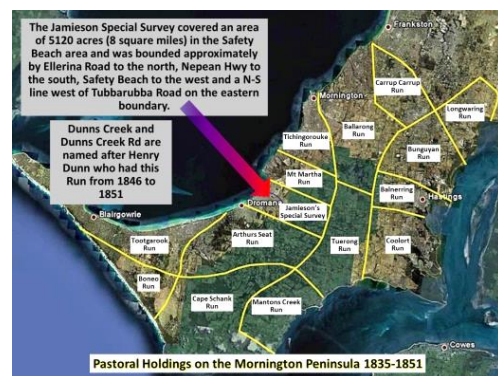 The Jamieson Special Survey covered an area
of 5120 acres (8 square miles) in the Safety
Beach area and was bounded approximately
by Ellerina Road to the north, Nepean Hwy to
the south, Safety Beach to the west and a N-S
line west of Tubbarubba Road on the eastern
boundary.
Dunns Creek and
Dunns Creek Rd are
named after Henry
Dunn who had this
Run from 1846 to
1851
Frankston
Carrup Carrup
Run
Mornington
Longwaring
Run
Ballarong
Run
Tichingorouke
Run
Bunguyan
Run
Mt Martha
Run
Balnerring
Run
Hastings
Droman
Jamieson's
Special Survey
Blairgowrie
Arthurs Seat
Run
Tootgarook
Run
Tuerong
Run
Coolort
Run
Boneo
Run
Cape Schank
Run
Mantons Creek
Run
Cowes
Pastoral Holdings on the Mornington Peninsula 1835-1851